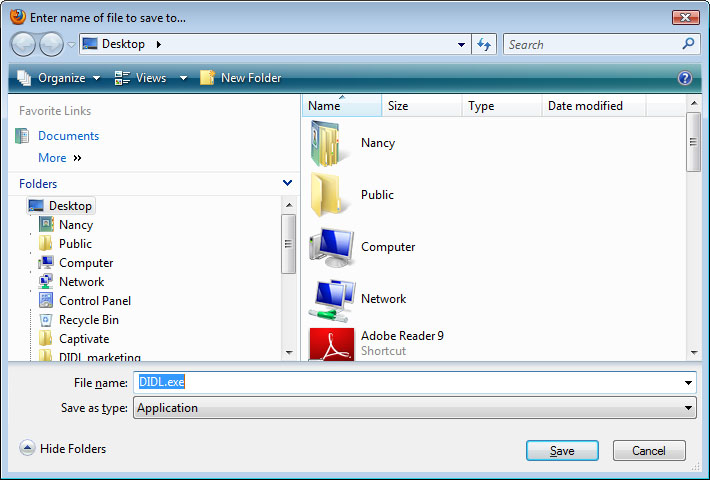 Enter name of file to save to...
Desktop
Search
Organize Views New Folder
Favorite Links
Documents
More
Folders
Desktop
Nancy
Public
Computer
Network
Control Panel
Recycle Bin
Captivate
DIDL marketing
Name Size Type Date modified
Nancy
Public
Computer
Network
Adobe Reader 9
Shortcut
File name: DIDL.exe
Save as type: Application
Hide Folders
Save Cancel